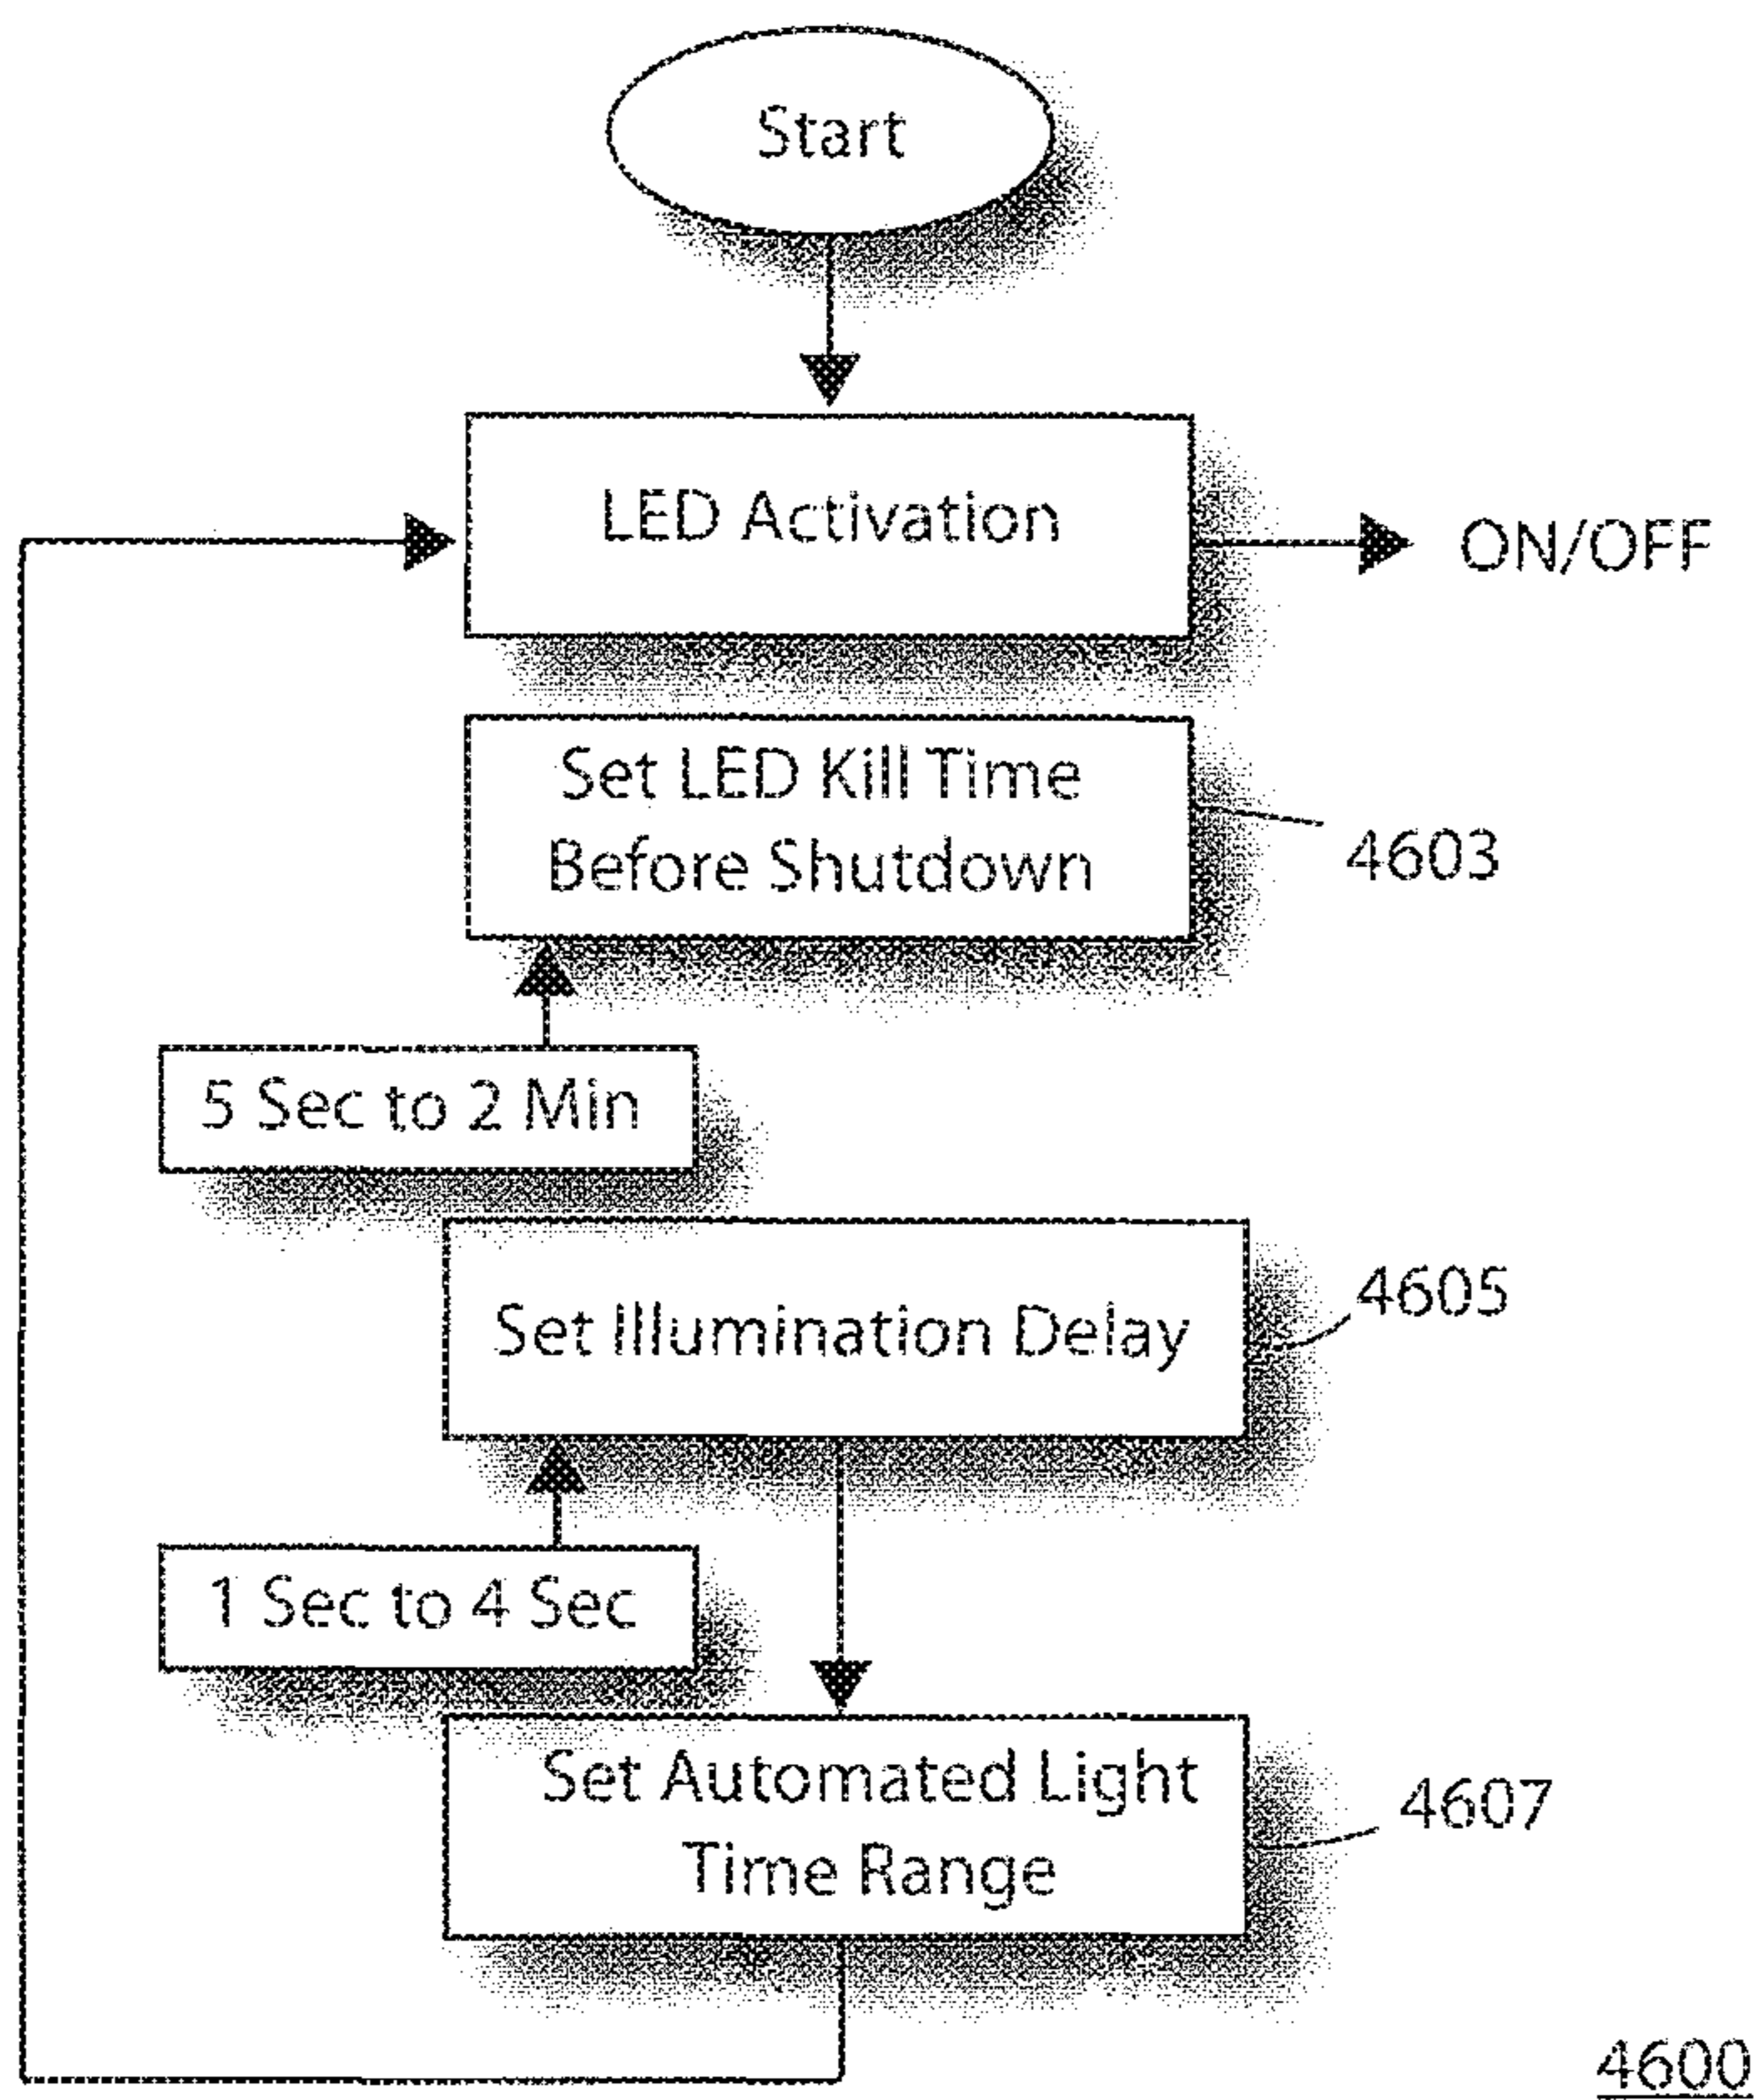 Start
LED Activation
ON/OFF
Set LED Kill Time
Before Shutdown
4603
5 Sec to 2 Min
Set Illumination Delay
4605
1 Sec to 4 Sec
Set Automated Light
Time Range
4607
4600